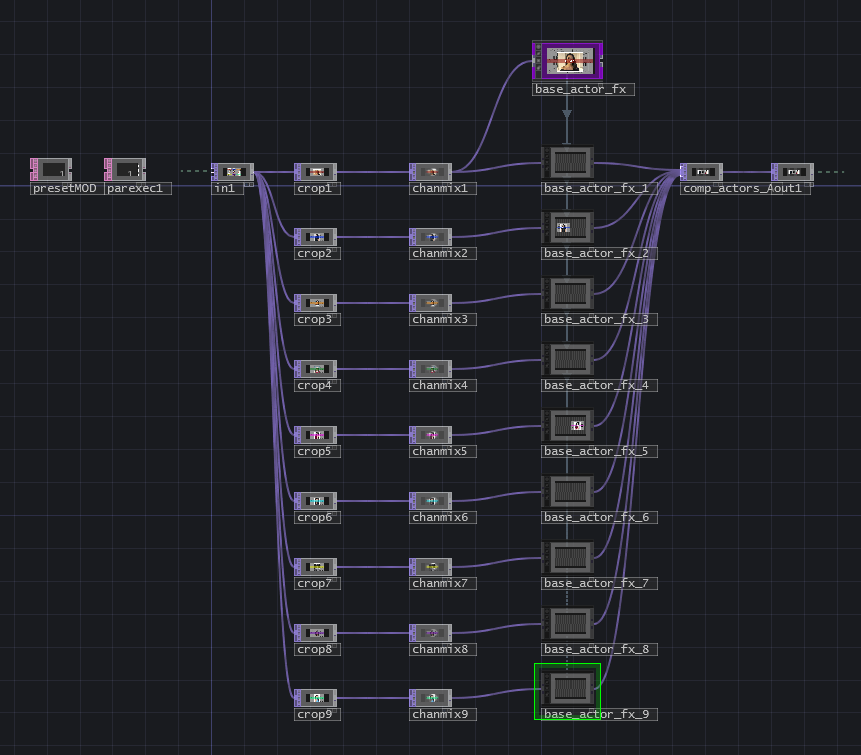 base_actor_fx
presetMOD parexec1 in1 crop1 chanmix1 base_actor_fx_1 comp_actors_Aout1
crop2 chanmix2 base_actor_fx_2
crop3 chanmix3 base_actor_fx_3
crop4 chanmix4 base_actor_fx_4
crop5 chanmix5 base_actor_fx_5
crop6 chanmix6 base_actor_fx_6
crop7 chanmix7 base_actor_fx_7
crop8 chanmix8 base_actor_fx_8
crop9 chanmix9 base_actor_fx_9